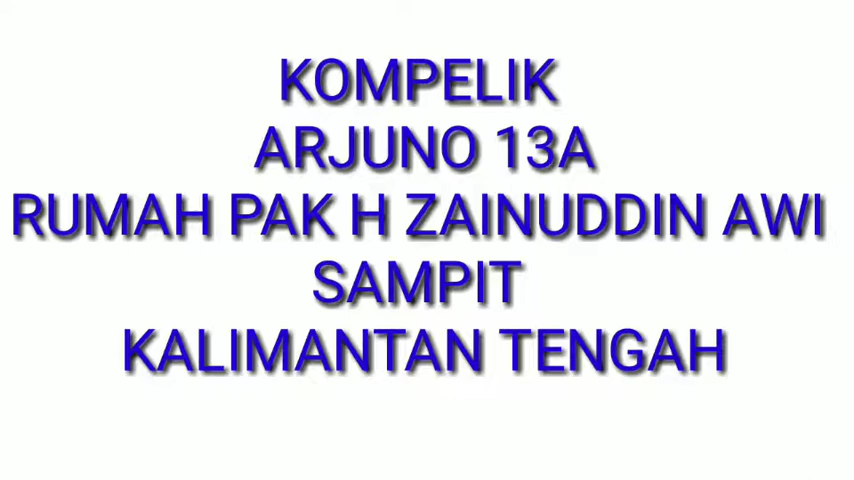 KOMPELIK
ARJUNO 13A
RUMAH PAK H ZAINUDDIN AWI
SAMPIT
KALIMANTAN TENGAH